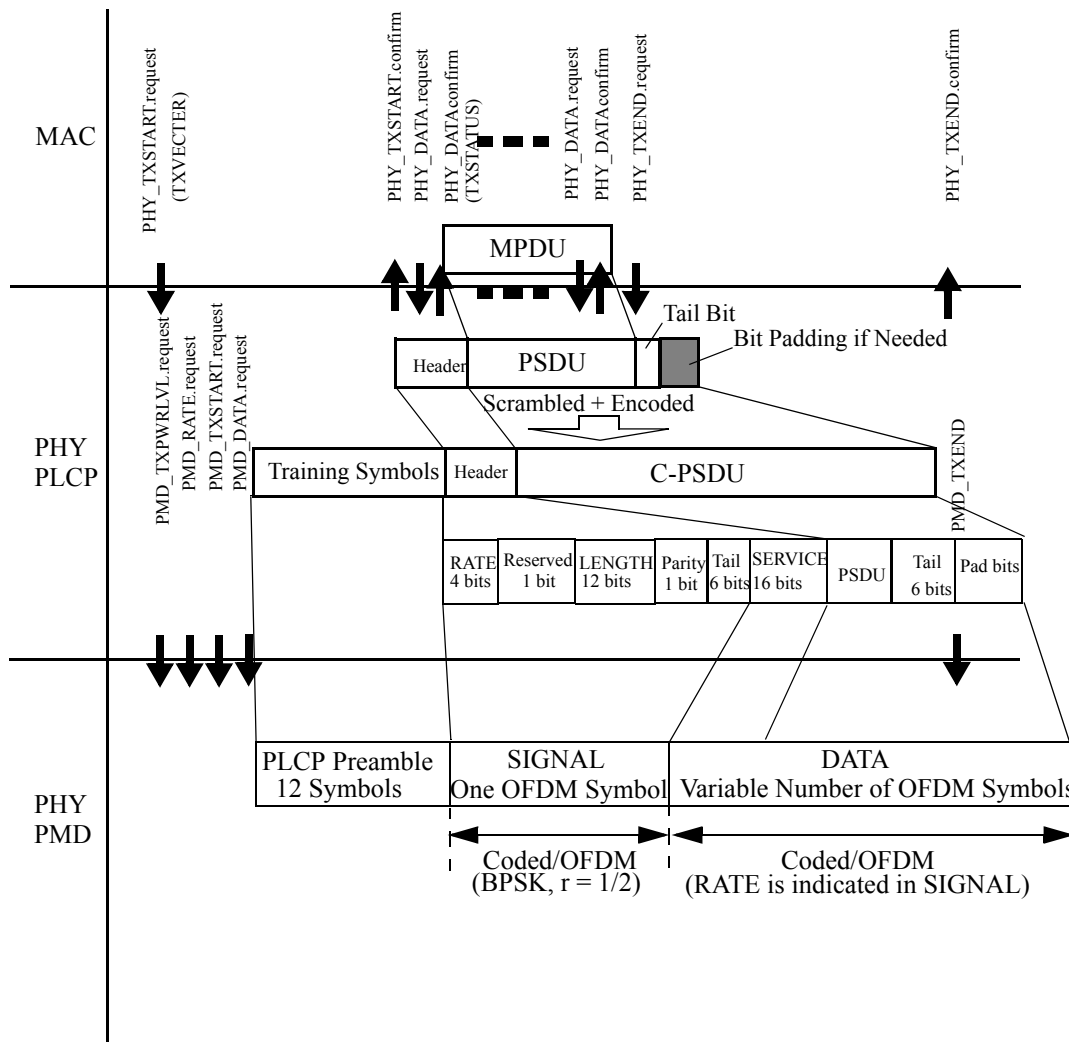 MAC
PHY_TXSTART.request
(TXVECTER)
PHY_TXSTART.confirm
PHY_DATA.request
PHY_DATAconfirm
(TXSTATUS)
PHY_DATA.request
PHY_DATAconfirm
PHY_TXEND.request
PHY_TXEND.confirm
MPDU
Tail Bit
Bit Padding if Needed
Header
PSDU
Scrambled + Encoded
PHY
PLCP
PMD_TXPWRLVL.request
PMD_RATE.request
PMD_TXSTART.request
PMD_DATA.request
Training Symbols
Header
C-PSDU
PMD_TXEND
RATE
4 bits
Reserved
1 bit
LENGTH
12 bits
Parity
1 bit
Tail
6 bits
SERVICE
16 bits
PSDU
Tail
6 bits
Pad bits
PHY
PMD
PLCP Preamble
12 Symbols
SIGNAL
One OFDM Symbol
DATA
Variable Number of OFDM Symbols
Coded/OFDM
(BPSK, r = 1/2)
Coded/OFDM
(RATE is indicated in SIGNAL)